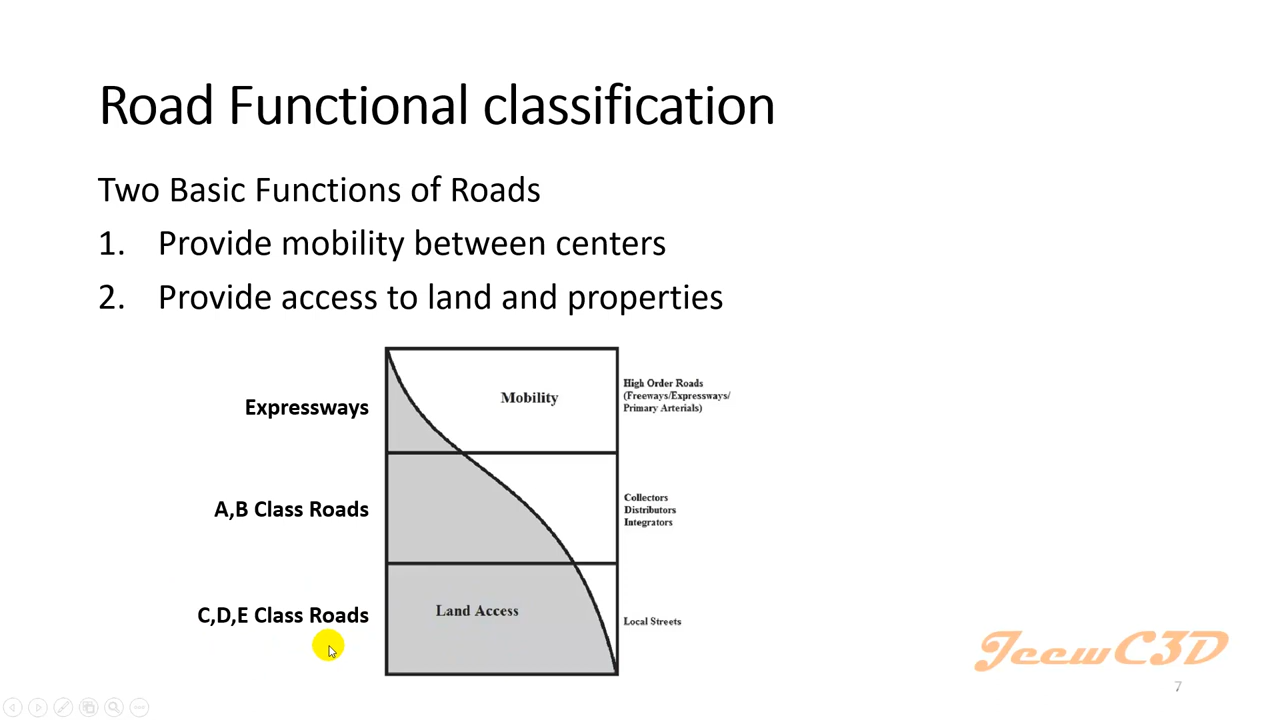 Road Functional classification
Two Basic Functions of Roads
1. Provide mobility between centers
2. Provide access to land and properties
Expressways
Mobility
High Order Roads
(Freeways/Expressways/
Primary Arterials)
A,B Class Roads
Collectors
Distributors
Integrators
C,D,E Class Roads
Land Access
Local Streets
JeewC3D
7